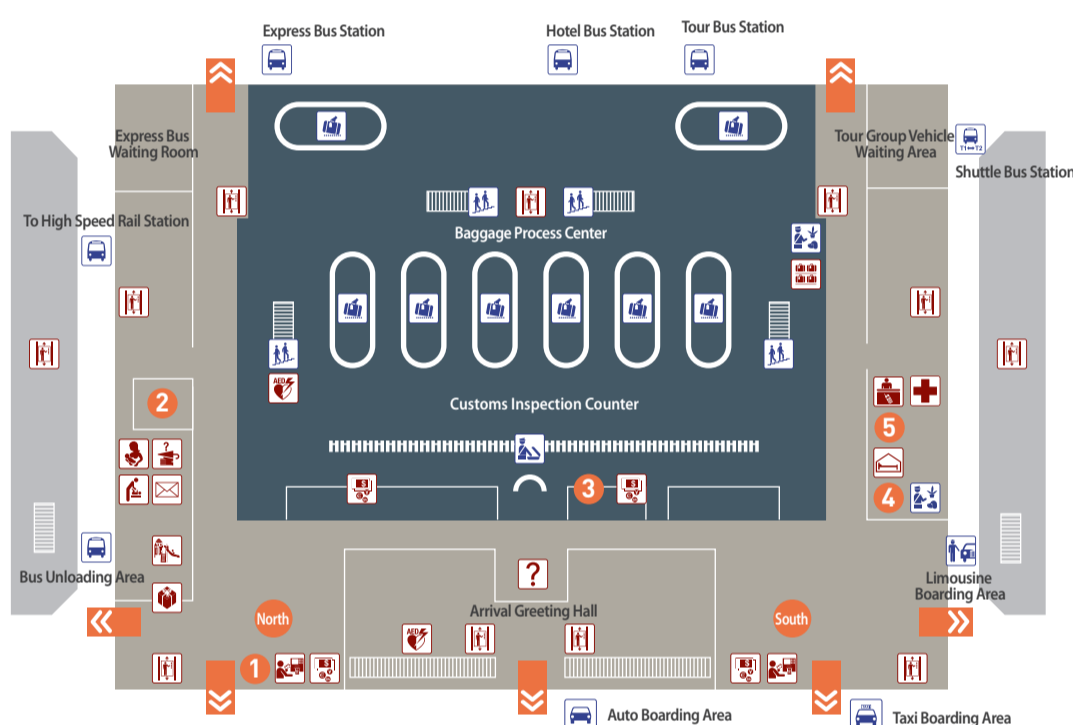 Express Bus Station
Hotel Bus Station
Tour Bus Station
Express Bus
Waiting Room
Tour Group Vehicle
Waiting Area
T1↔T2
Shuttle Bus Station
To High Speed Rail Station
Baggage Process Center
AED
Customs Inspection Counter
2
5
3
4
$
$
?
?
Bus Unloading Area
Limousine
Boarding Area
Arrival Greeting Hall
North
South
AED
1
$
$
Auto Boarding Area
Taxi Boarding Area